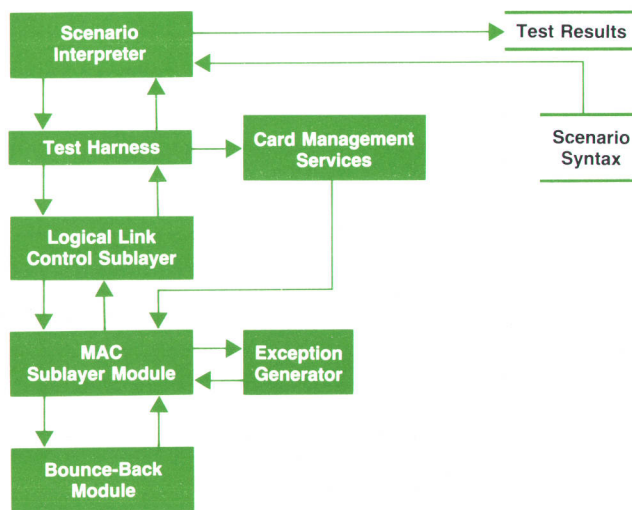 Scenario
Interpreter
Test Results
Test Harness
Card Management
Services
Scenario
Syntax
Logical Link
Control Sublayer
MAC
Sublayer Module
Exception
Generator
Bounce-Back
Module